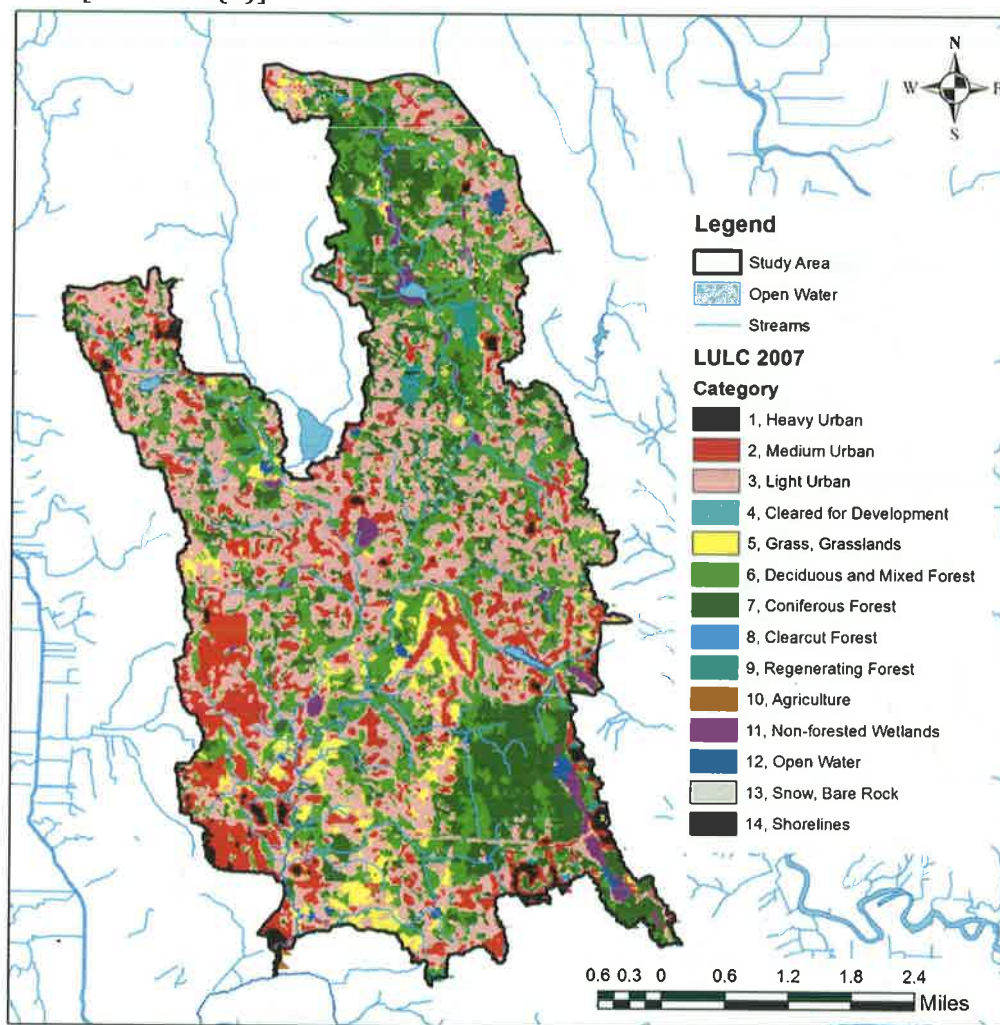 N
W
E
S
Legend
Study Area
Open Water
Streams
LULC 2007
Category
1, Heavy Urban
2, Medium Urban
3, Light Urban
4, Cleared for Development
5, Grass, Grasslands
6, Deciduous and Mixed Forest
7, Coniferous Forest
8, Clearcut Forest
9, Regenerating Forest
10, Agriculture
11, Non-forested Wetlands
12, Open Water
13, Snow, Bare Rock
14, Shorelines
0.6 0.3 0 0.6 1.2 1.8 2.4
Miles